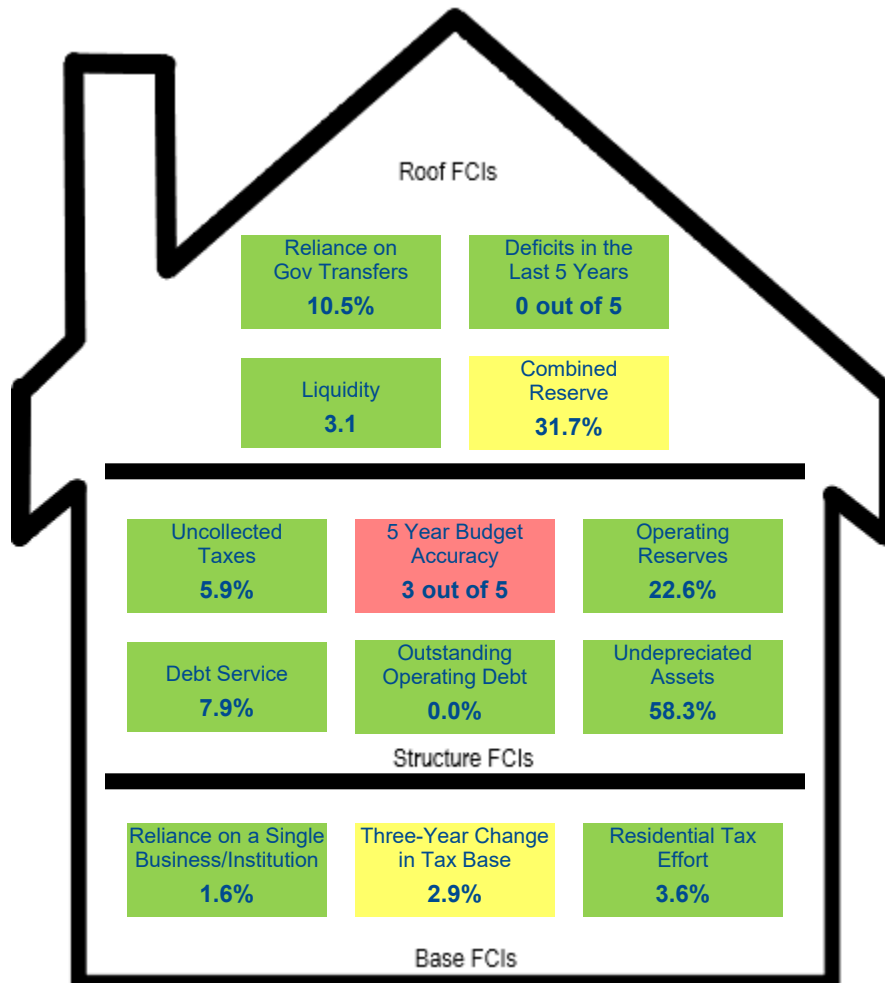 Roof FCIs
Reliance on
Gov Transfers
10.5%
Deficits in the
Last 5 Years
0 out of 5
Liquidity
3.1
Combined
Reserve
31.7%
Uncollected
Taxes
5.9%
5 Year Budget
Accuracy
3 out of 5
Operating
Reserves
22.6%
Debt Service
7.9%
Outstanding
Operating Debt
0.0%
Undepreciated
Assets
58.3%
Structure FCIs
Reliance on a Single
Business/Institution
1.6%
Three-Year Change
in Tax Base
2.9%
Residential Tax
Effort
3.6%
Base FCIs